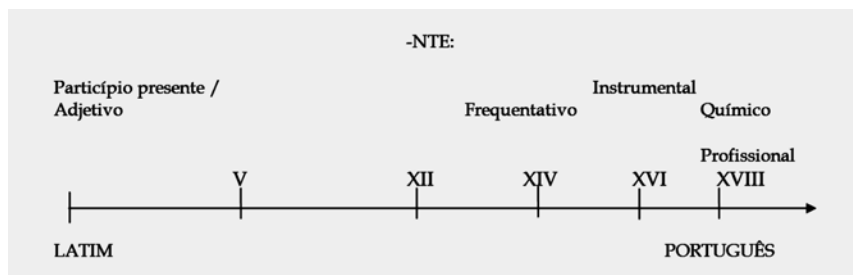 -NTE:
Particípio presente /
Adjetivo
Frequentativo
Instrumental
Químico
Profissional
V
XII
XIV
XVI
XVIII
LATIM
PORTUGUÊS